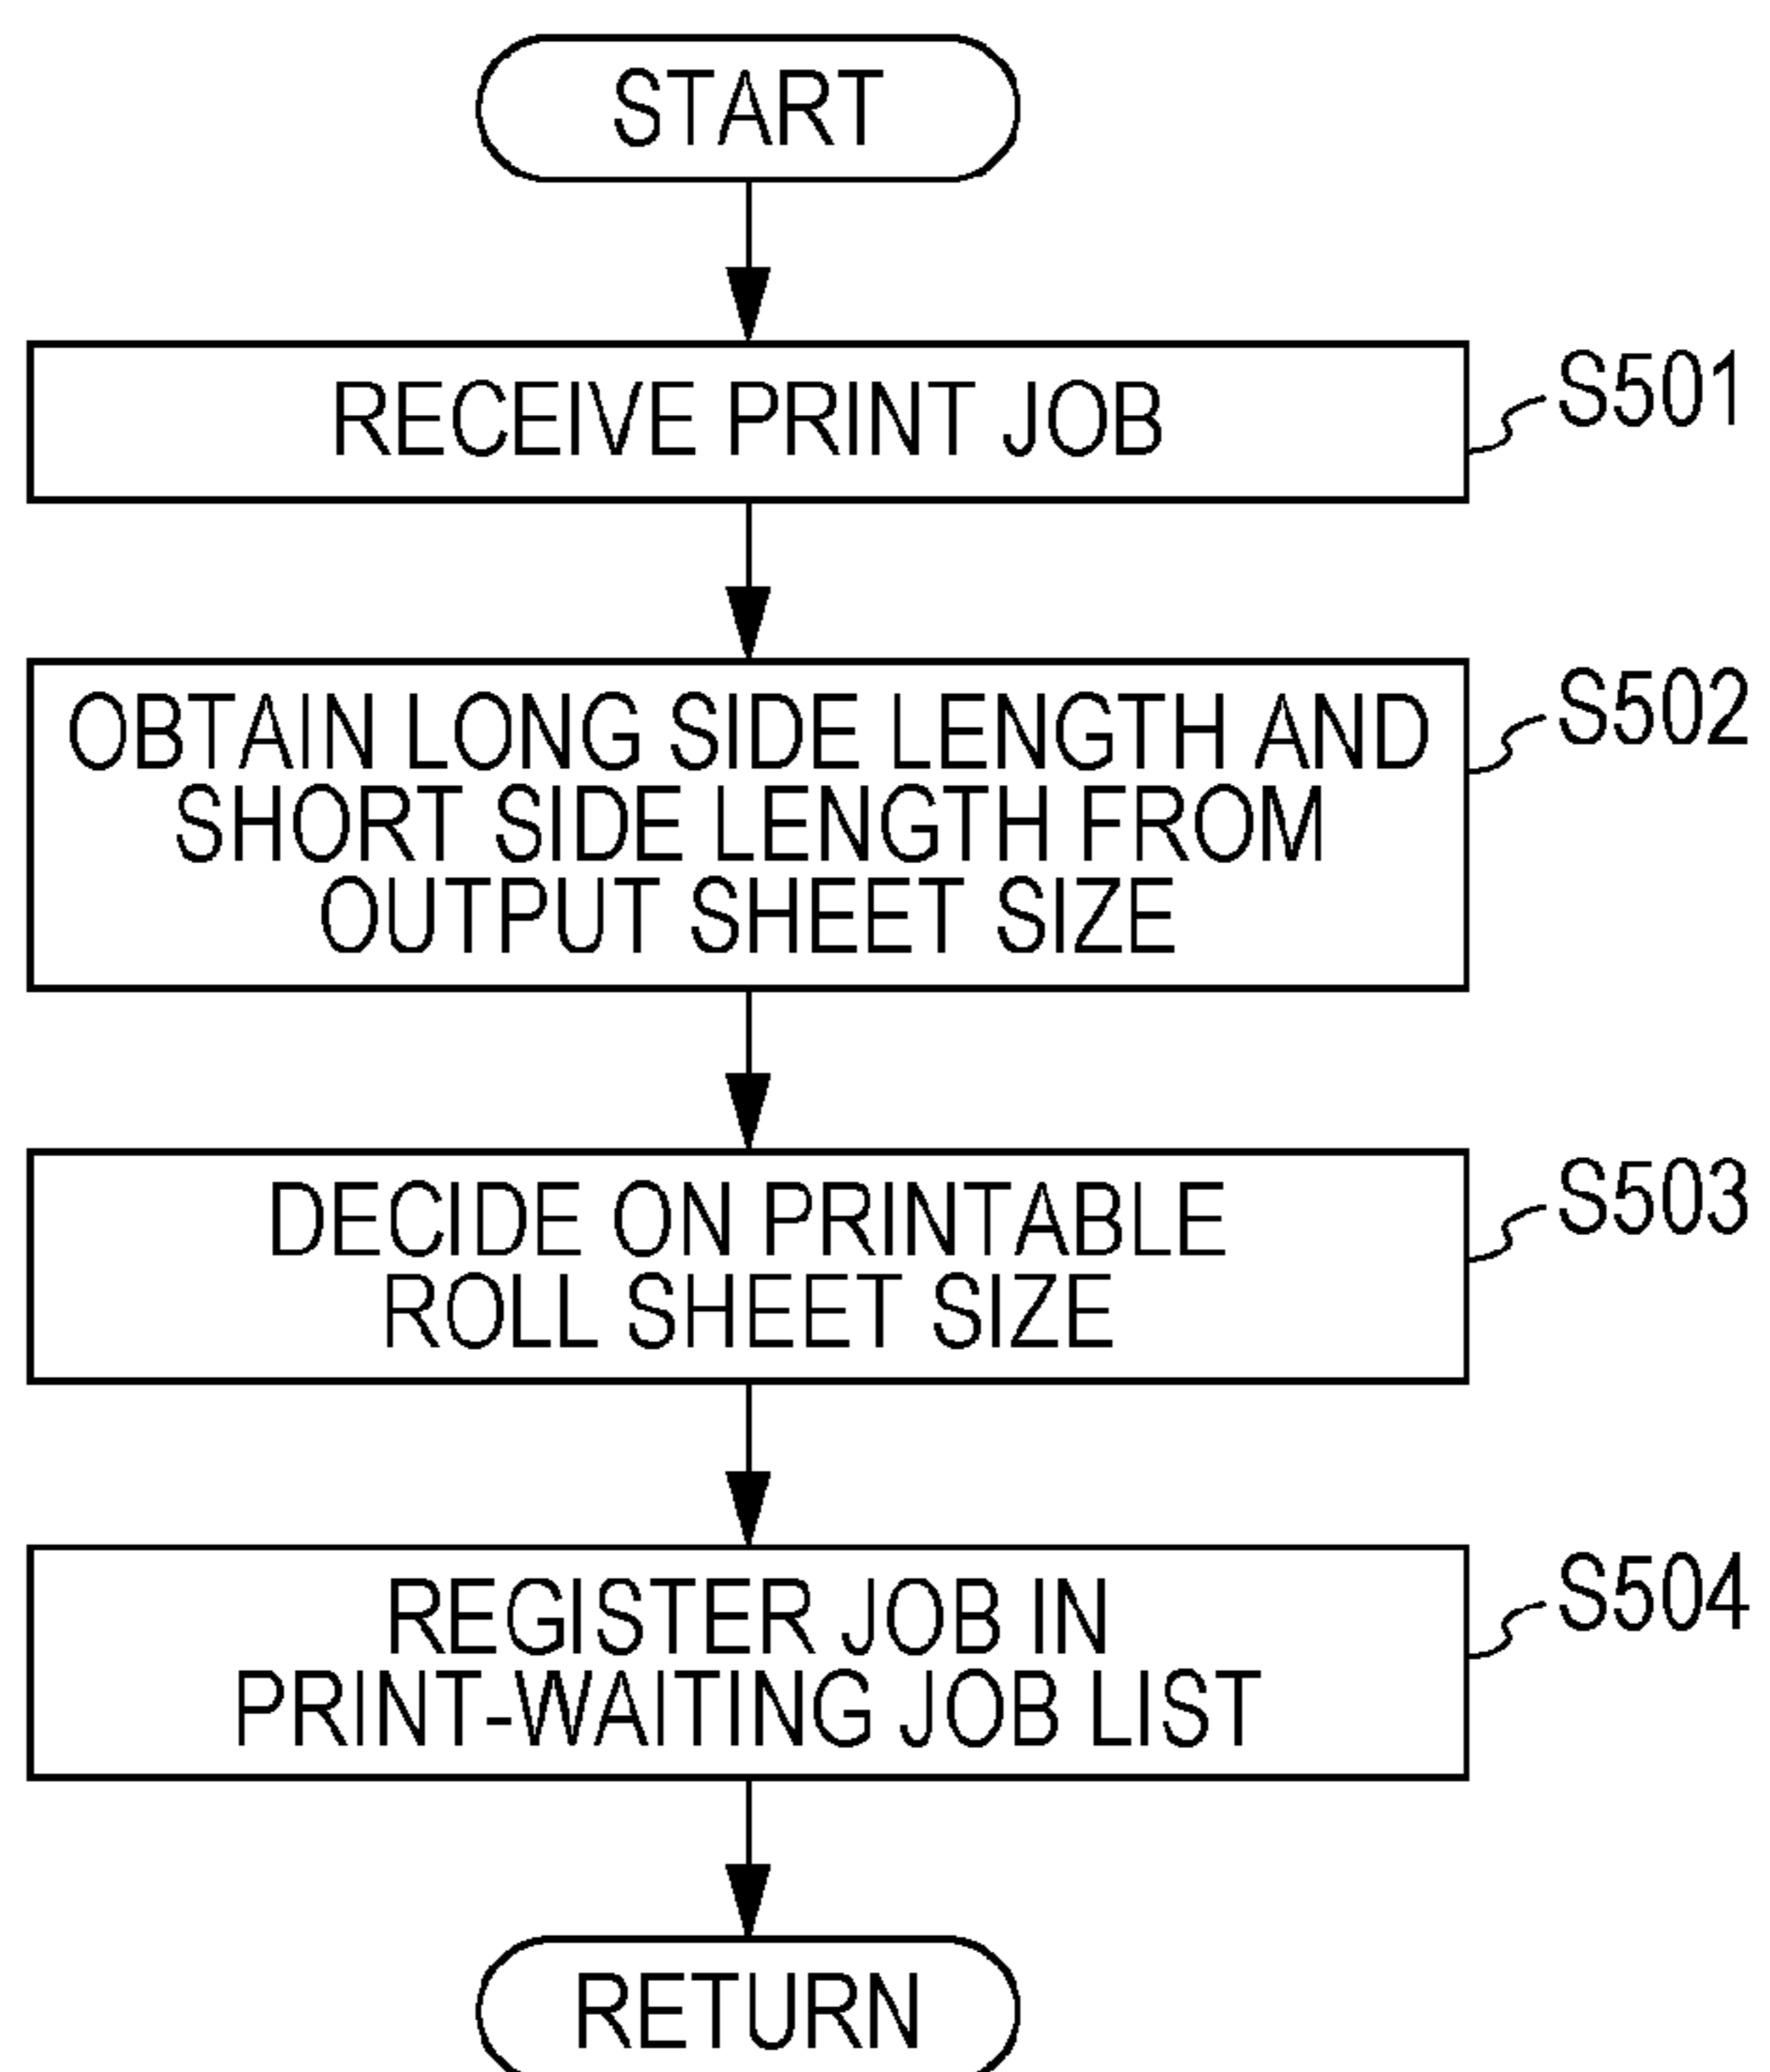 START
RECEIVE PRINT JOB
S501
OBTAIN LONG SIDE LENGTH AND
SHORT SIDE LENGTH FROM
OUTPUT SHEET SIZE
S502
DECIDE ON PRINTABLE
ROLL SHEET SIZE
S503
REGISTER JOB IN
PRINT-WAITING JOB LIST
S504
RETURN